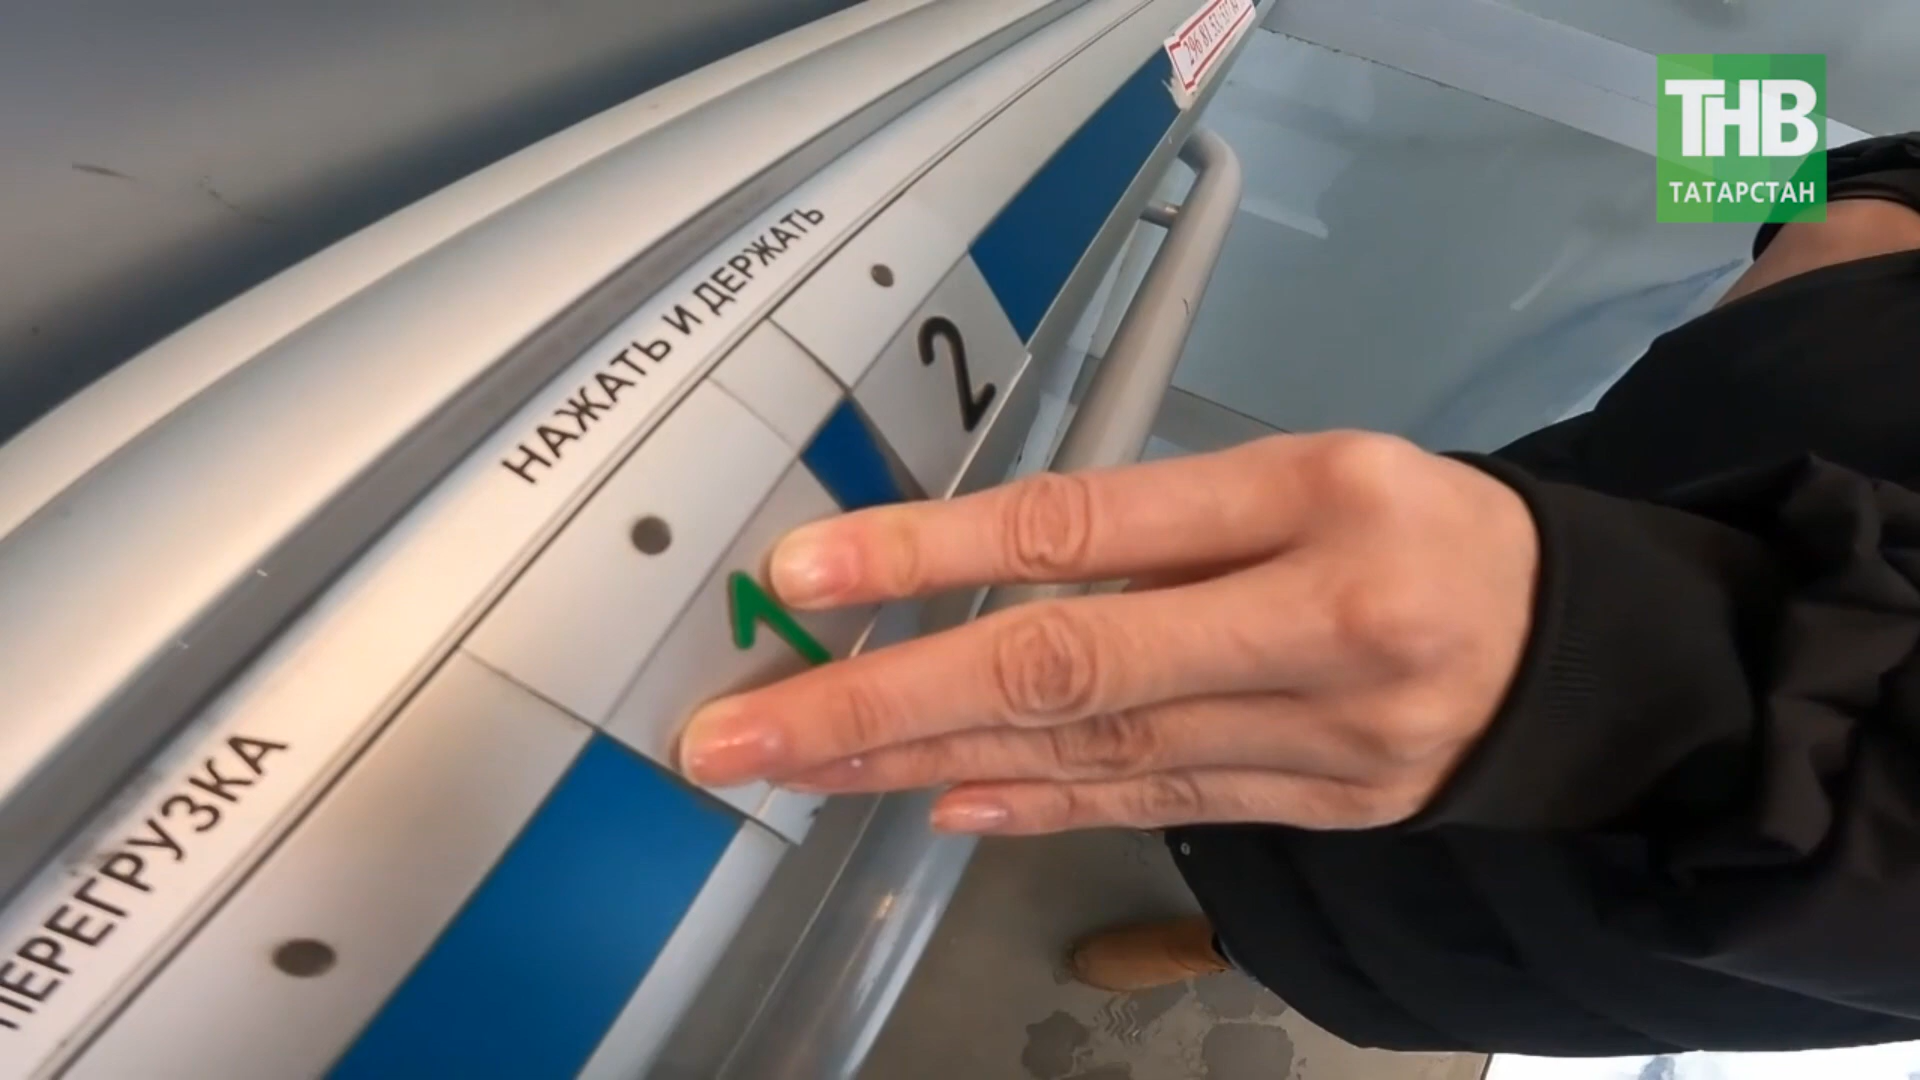 ТНВ
ТАТАРСТАН
НАЖАТЬ И ДЕРЖАТЬ
2
1
ПЕРЕГРУЗКА